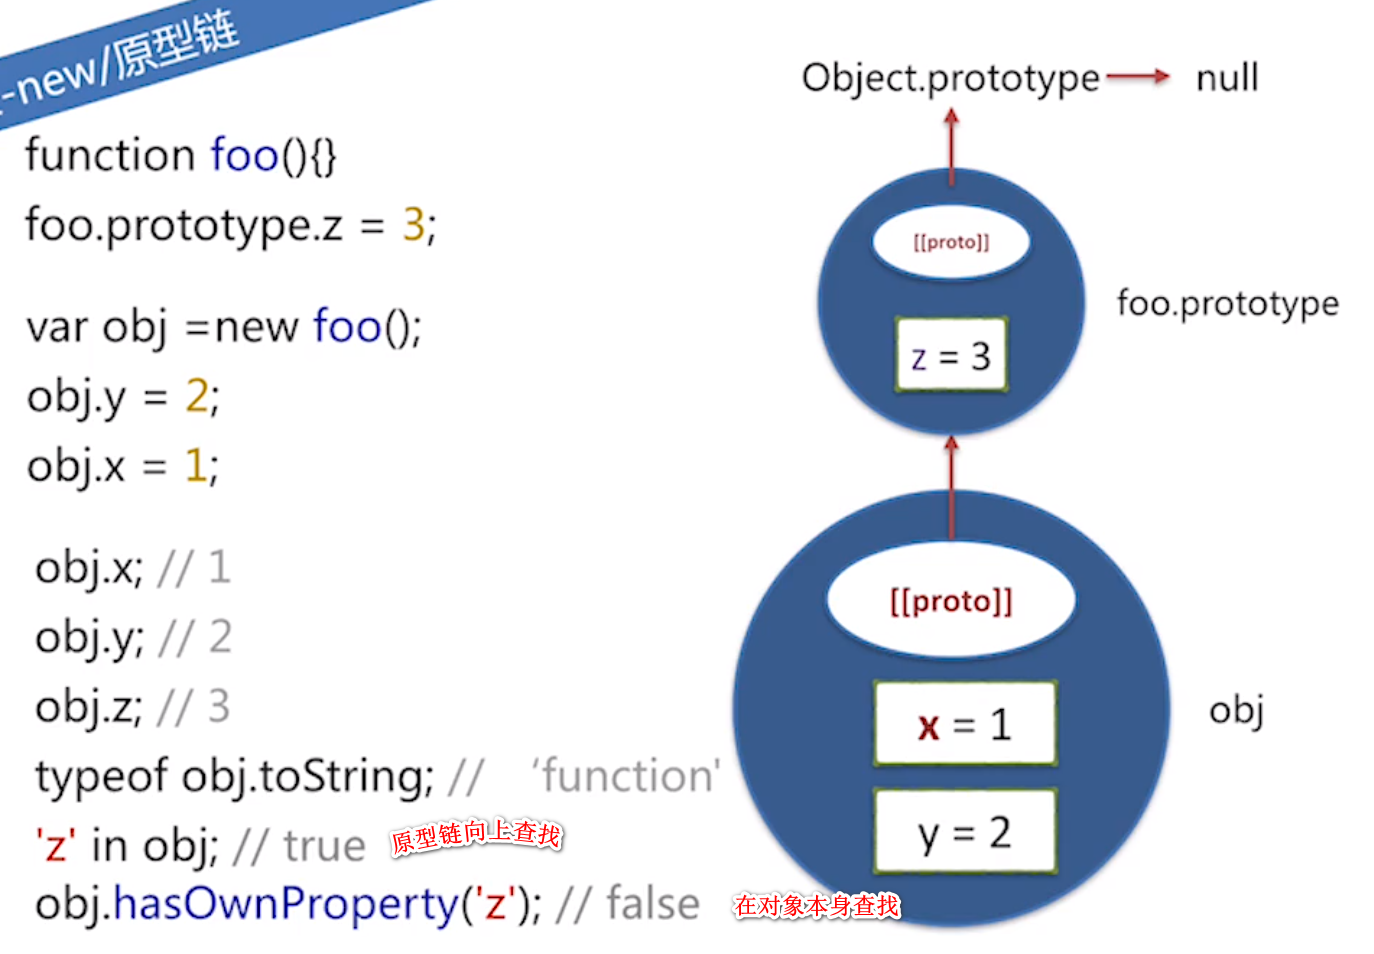 -new/原型链
function foo(){}
foo.prototype.z = 3;
var obj =new foo();
obj.y = 2;
obj.x = 1;
obj.x; // 1
obj.y; // 2
obj.z; // 3
typeof obj.toString; // ‘function'
'z' in obj; // true 原型链向上查找
obj.hasOwnProperty('z'); // false 在对象本身查找
Object.prototype null
[[proto]]
z = 3
foo.prototype
[[proto]]
x = 1
y = 2
obj